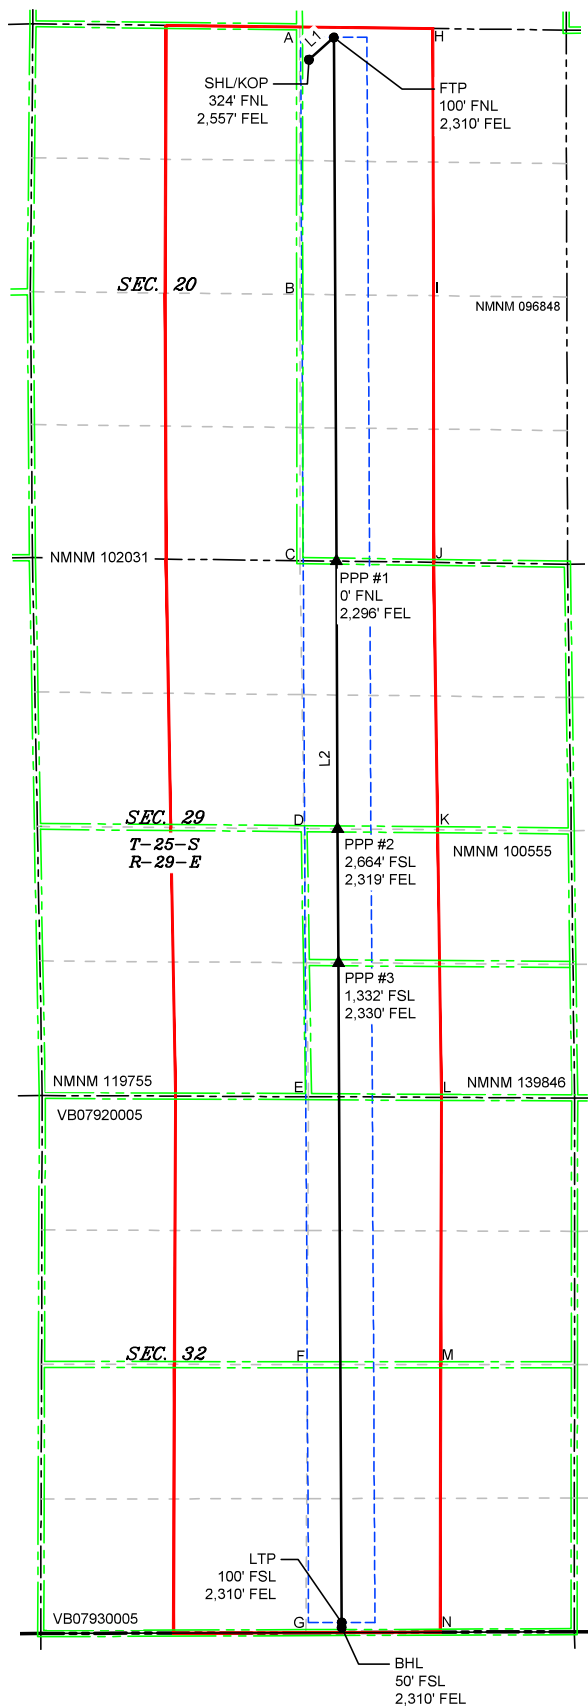 A
L1
H
SHL/KOP
324' FNL
2,557' FEL
FTP
100' FNL
2,310' FEL
SEC. 20
B
I
NMNM 096848
NMNM 102031
C
J
PPP #1
0' FNL
2,296' FEL
L2
SEC. 29
T-25-S
R-29-E
D
K
PPP #2
2,664' FSL
2,319' FEL
NMNM 100555
PPP #3
1,332' FSL
2,330' FEL
NMNM 119755
E
L
NMNM 139846
VB07920005
SEC. 32
F
M
LTP
100' FSL
2,310' FEL
VB07930005
G
N
BHL
50' FSL
2,310' FEL